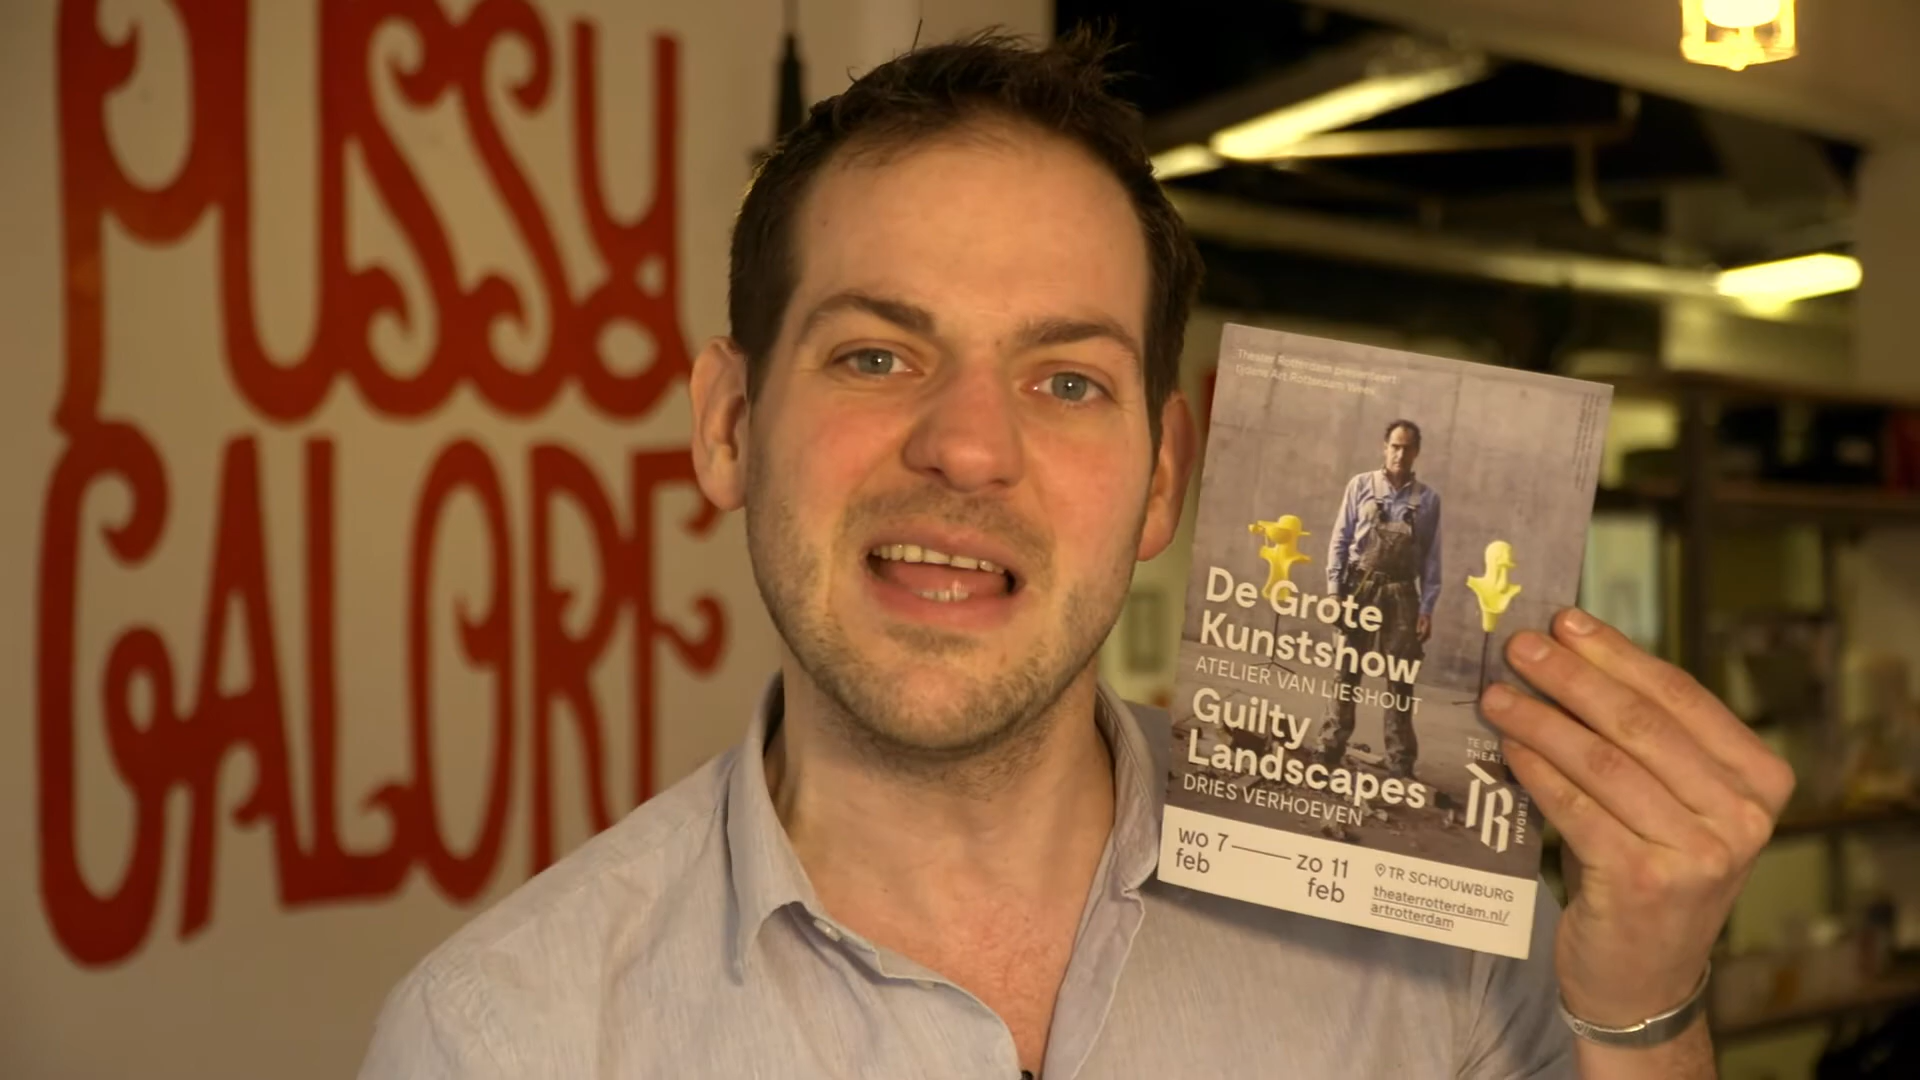 PUSSY
GALORE
Theater Rotterdam presenteert:
tijdens Art Rotterdam Week
De Grote
Kunstshow
ATELIER VAN LIESHOUT
Guilty
Landscapes
DRIES VERHOEVEN
TR
wo 7
feb
zo 11
feb
TR SCHOUWBURG
theaterrotterdam.nl/
artrotterdam